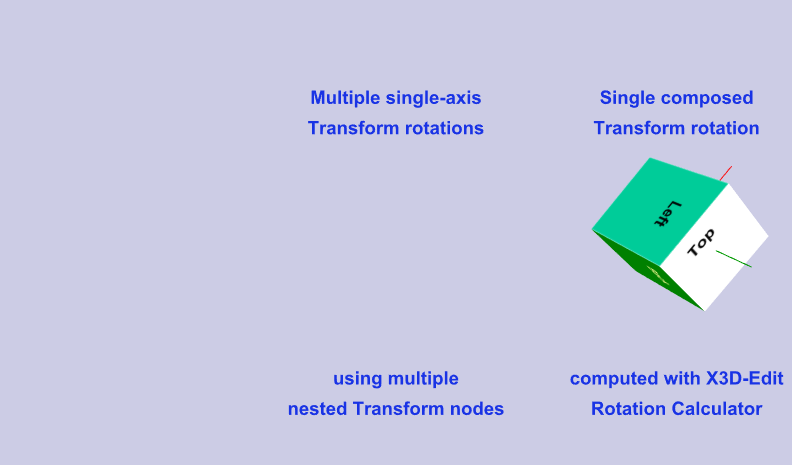 Multiple single-axis
Transform rotations
Single composed
Transform rotation
Left
Top
using multiple
nested Transform nodes
computed with X3D-Edit
Rotation Calculator